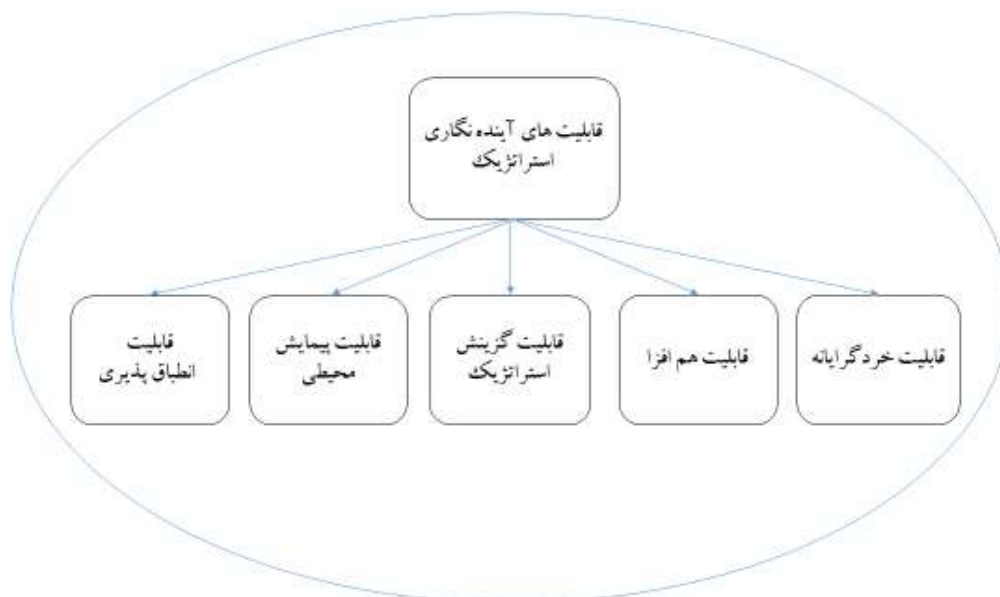 قابلیت های آینده نگاری
استراتژیک
قابلیت خردگرایانه
قابلیت هم افزا
قابلیت گزینش
استراتژیک
قابلیت پیمایش
محیطی
قابلیت
انطباق پذیری